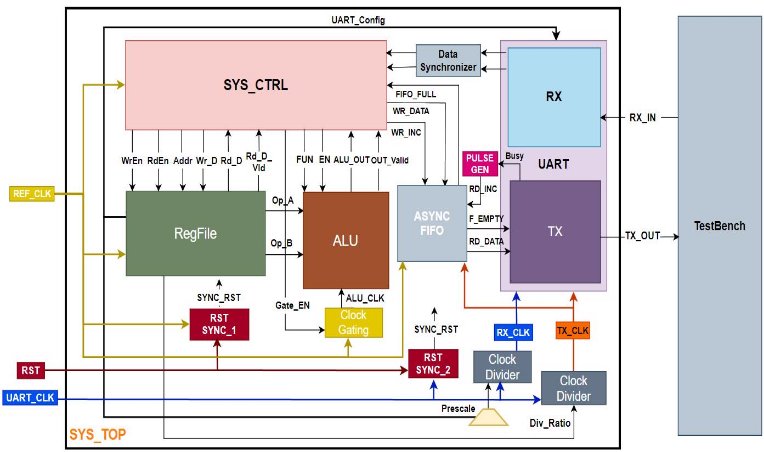 UART_Config
SYS_CTRL
Data
Synchronizer
RX
UART
FIFO_FULL
WR_DATA
WR_INC
RX_IN
TestBench
WrEn
RdEn
Addr
Wr_D
Rd_D
Rd_D_
Vld
FUN
EN
ALU_OUT
OUT_Valid
PULSE
GEN
Busy
RD_INC
REF_CLK
RegFile
Op_A
Op_B
ALU
ASYNC
FIFO
F_EMPTY
RD_DATA
TX
TX_OUT
SYNC_RST
RST
SYNC_1
Gate_EN
ALU_CLK
Clock
Gating
SYNC_RST
RX_CLK
TX_CLK
RST
RST
SYNC_2
Clock
Divider
Clock
Divider
UART_CLK
Prescale
Div_Ratio
SYS_TOP